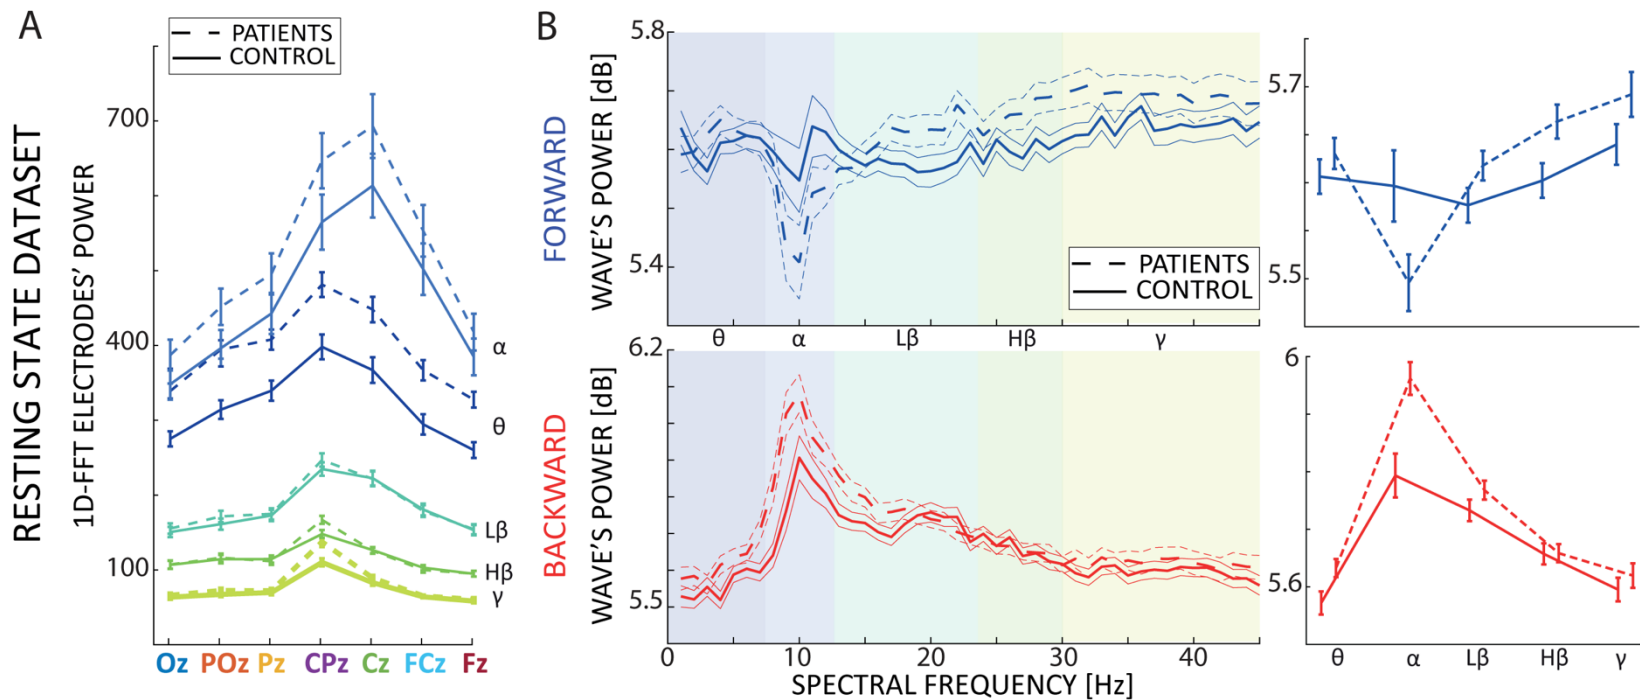 A
RESTING STATE DATASET
1D-FFT ELECTRODES' POWER
PATIENTS
CONTROL
700
400
100
α
θ
Lβ
Hβ
γ
Oz POz Pz CPz Cz FCz Fz
B
FORWARD
WAVE'S POWER [dB]
5.8
5.4
PATIENTS
CONTROL
θ α Lβ Hβ γ
5.7
5.5
BACKWARD
WAVE'S POWER [dB]
6.2
5.5
0 10 20 30 40
SPECTRAL FREQUENCY [Hz]
6
5.6
θ α Lβ Hβ γ